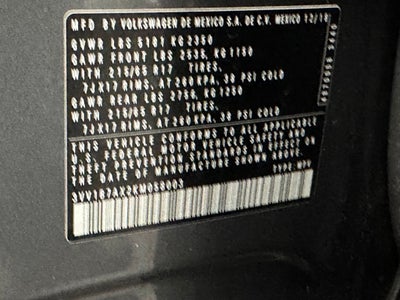 MFD BY VOLKSWAGEN DE MEXICO S.A. DE C.V. MEXICO 12/18
GVWR LBS 5181 KG 2350
GAWR FRONT LBS 2535, KG 1150
WITH 215/65 R17 TIRES,
7JX17 RIMS, AT 260 KPA, 38 PSI COLD
GAWR REAR LBS 2756, KG 1250
WITH 215/65 R17 TIRES,
7JX17 RIMS, AT 260 KPA, 38 PSI COLD
THIS VEHICLE CONFORMS TO ALL APPLICABLE
U.S. FEDERAL MOTOR VEHICLE SAFETY AND
THEFT PREVENTION STANDARDS IN EFFECT ON
THE DATE OF MANUFACTURE SHOWN ABOVE.
TYPE: MPV